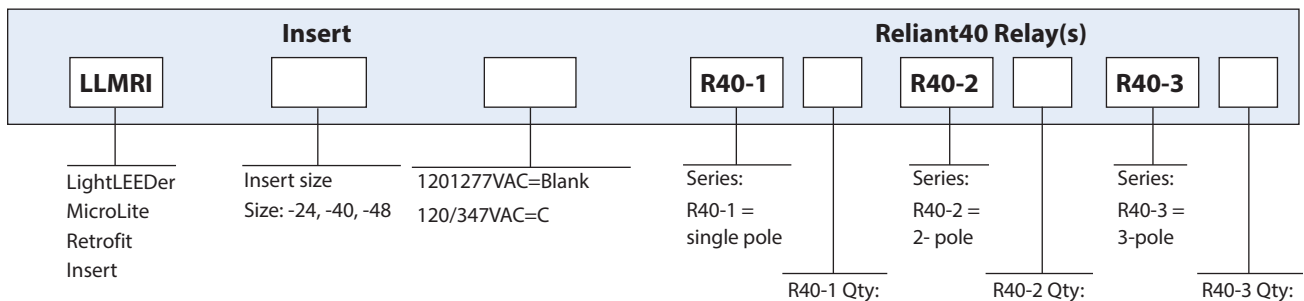 Insert
Reliant40 Relay(s)
LLMRI
R40-1
R40-2
R40-3
LightLEEDer
MicroLite
Retrofit
Insert
Insert size
Size: -24, -40, -48
1201277VAC=Blank
120/347VAC=C
Series:
R40-1 =
single pole
Series:
R40-2 =
2- pole
Series:
R40-3 =
3-pole
R40-1 Qty:
R40-2 Qty:
R40-3 Qty: